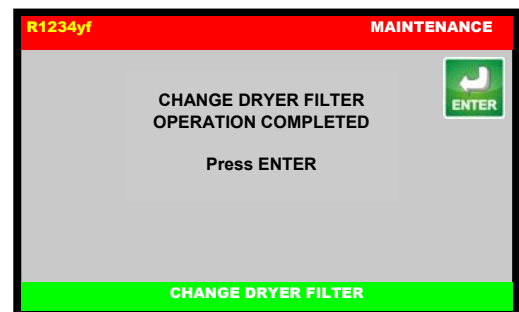 R1234yf MAINTENANCE
ENTER
CHANGE DRYER FILTER
OPERATION COMPLETED
Press ENTER
CHANGE DRYER FILTER